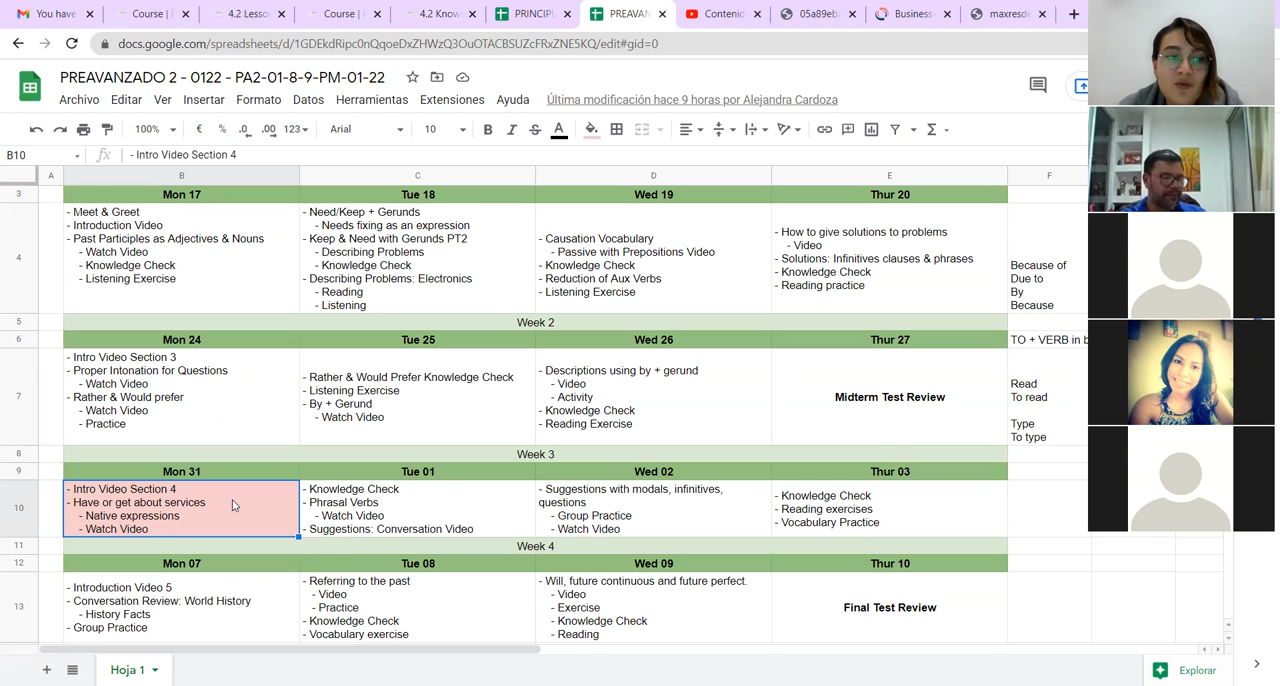 You have
Course | E
4.2 Lesso
Course | E
4.2 Know
PRINCIPI
PREAVAN
Contenid
05a89eb
Business
maxresde
docs.google.com/spreadsheets/d/1GDEkdRipc0nQqoeDxZHWzQ3OuOTACBSUZcFRxZNE5KQ/edit#gid=0
PREAVANZADO 2 - 0122 - PA2-01-8-9-PM-01-22
Archivo Editar Ver Insertar Formato Datos Herramientas Extensiones Ayuda Última modificación hace 9 horas por Alejandra Cardoza
100% € % .0 .00 123 Arial 10 B I S A
B10 fx - Intro Video Section 4
A B C D E F
3 Mon 17 Tue 18 Wed 19 Thur 20
4
- Meet & Greet
- Introduction Video
- Past Participles as Adjectives & Nouns
- Watch Video
- Knowledge Check
- Listening Exercise
- Need/Keep + Gerunds
- Needs fixing as an expression
- Keep & Need with Gerunds PT2
- Describing Problems
- Knowledge Check
- Describing Problems: Electronics
- Reading
- Listening
- Causation Vocabulary
- Passive with Prepositions Video
- Knowledge Check
- Reduction of Aux Verbs
- Listening Exercise
- How to give solutions to problems
- Video
- Solutions: Infinitives clauses & phrases
- Knowledge Check
- Reading practice
Because of
Due to
By
Because
5 Week 2
6 Mon 24 Tue 25 Wed 26 Thur 27 TO + VERB in b
7
- Intro Video Section 3
- Proper Intonation for Questions
- Watch Video
- Rather & Would prefer
- Watch Video
- Practice
- Rather & Would Prefer Knowledge Check
- Listening Exercise
- By + Gerund
- Watch Video
- Descriptions using by + gerund
- Video
- Activity
- Knowledge Check
- Reading Exercise
Midterm Test Review
Read
To read
Type
To type
8 Week 3
9 Mon 31 Tue 01 Wed 02 Thur 03
10
- Intro Video Section 4
- Have or get about services
- Native expressions
- Watch Video
- Knowledge Check
- Phrasal Verbs
- Watch Video
- Suggestions: Conversation Video
- Suggestions with modals, infinitives,
questions
- Group Practice
- Watch Video
- Knowledge Check
- Reading exercises
- Vocabulary Practice
11 Week 4
12 Mon 07 Tue 08 Wed 09 Thur 10
13
- Introduction Video 5
- Conversation Review: World History
- History Facts
- Group Practice
- Referring to the past
- Video
- Practice
- Knowledge Check
- Vocabulary exercise
- Will, future continuous and future perfect.
- Video
- Exercise
- Knowledge Check
- Reading
Final Test Review
Hoja 1
Explorar